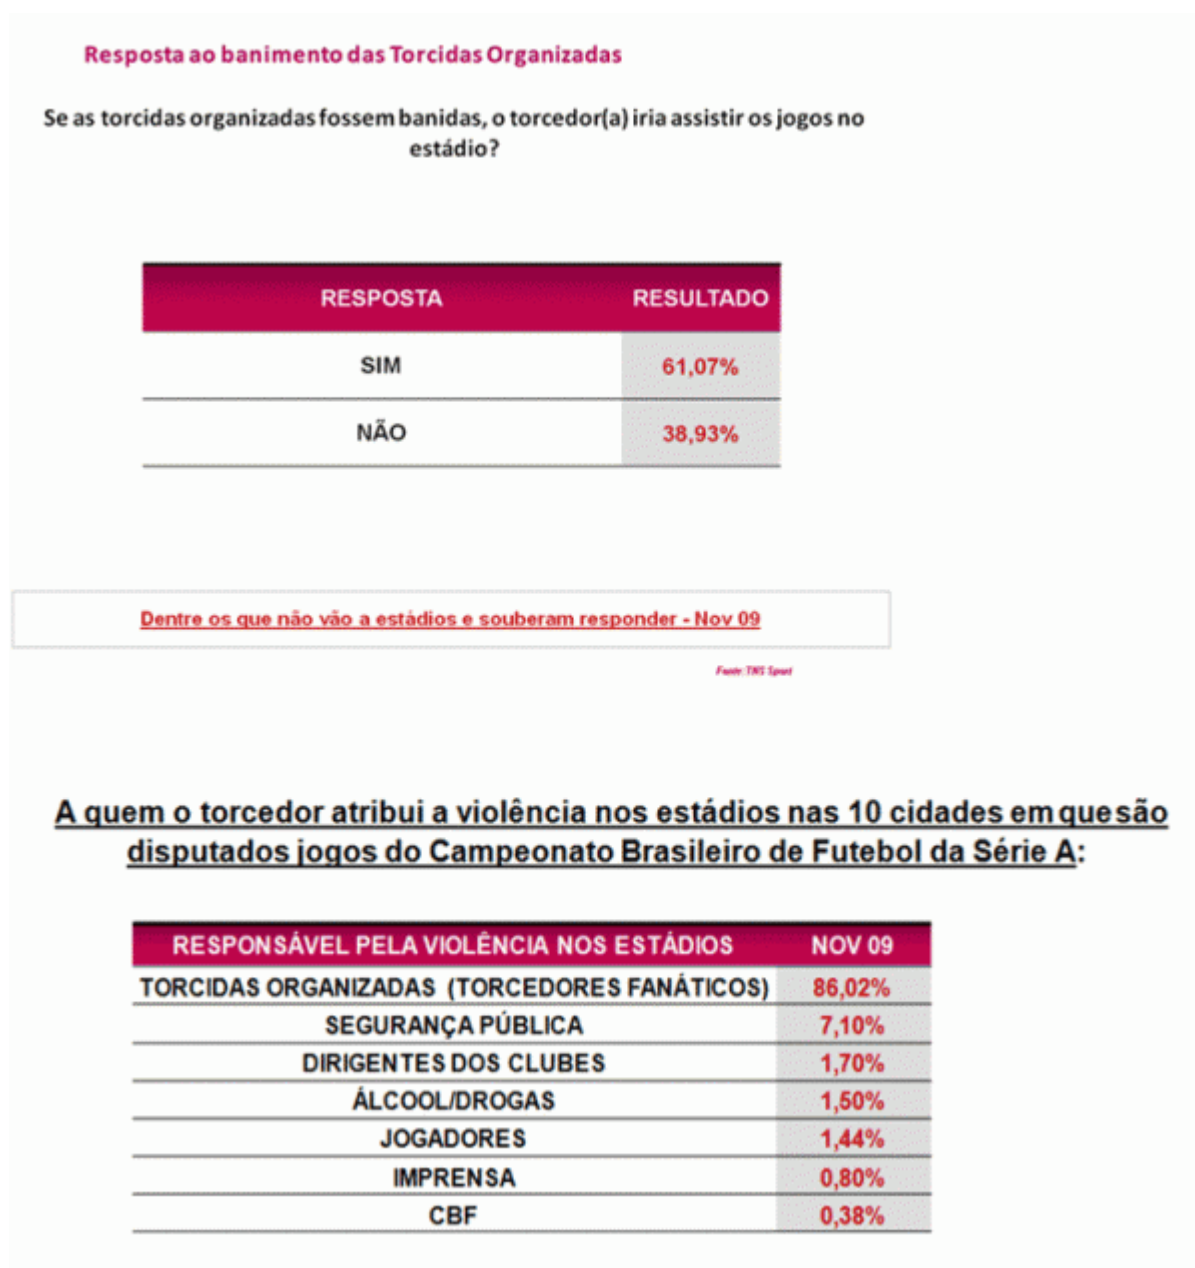 Resposta ao banimento das Torcidas Organizadas
Se as torcidas organizadas fossem banidas, o torcedor(a) iria assistir os jogos no
estádio?
RESPOSTA RESULTADO
SIM 61,07%
NÃO 38,93%
Dentre os que não vão a estádios e souberam responder - Nov 09
Fonte: TNS Sport
A quem o torcedor atribui a violência nos estádios nas 10 cidades em que são
disputados jogos do Campeonato Brasileiro de Futebol da Série A:
RESPONSÁVEL PELA VIOLÊNCIA NOS ESTÁDIOS NOV 09
TORCIDAS ORGANIZADAS (TORCEDORES FANÁTICOS) 86,02%
SEGURANÇA PÚBLICA 7,10%
DIRIGENTES DOS CLUBES 1,70%
ÁLCOOL/DROGAS 1,50%
JOGADORES 1,44%
IMPRENSA 0,80%
CBF 0,38%